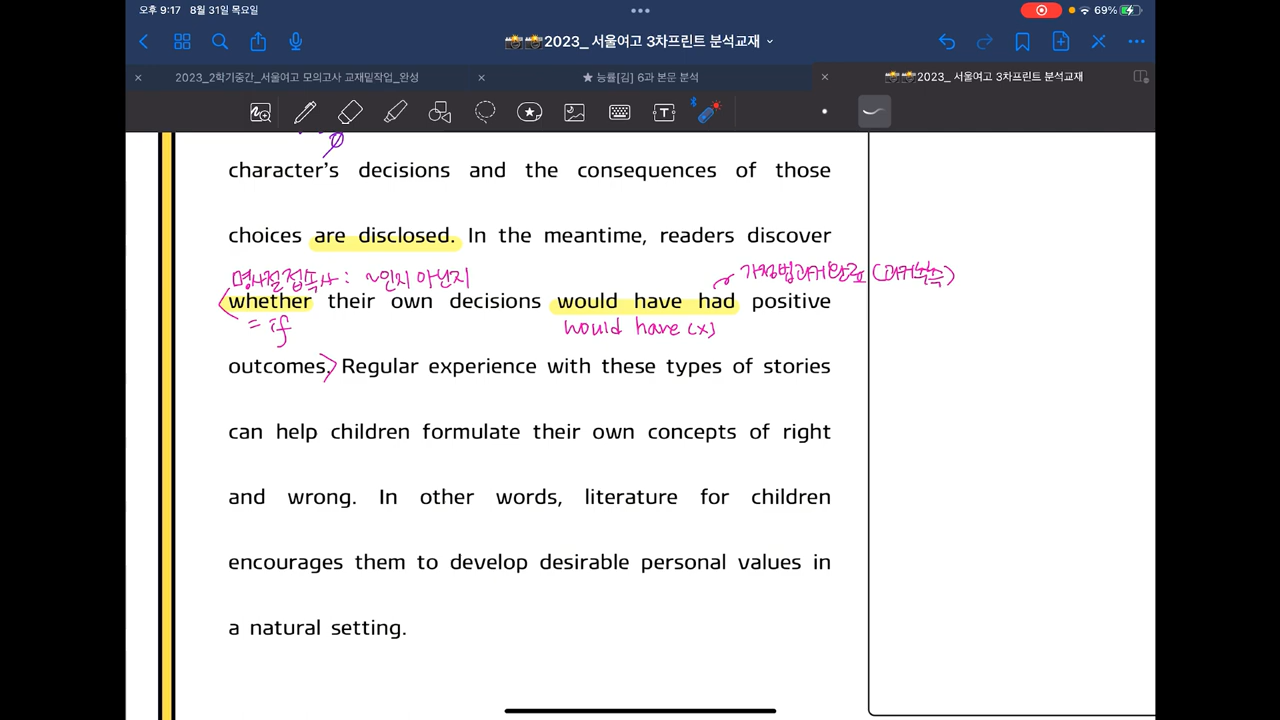 오후 9:17 8월 31일 목요일
69%
2023_ 서울여고 3차프린트 분석교재
2023_2학기중간_서울여고 모의고사 교재밑작업_완성
★ 능률[김] 6과 본문 분석
2023_ 서울여고 3차프린트 분석교재
character's decisions and the consequences of those
choices are disclosed. In the meantime, readers discover
명사절접속사 : ~인지 아닌지
가정법과거완료 (과거추측)
whether their own decisions would have had positive
= if
would have (x)
outcomes. Regular experience with these types of stories
can help children formulate their own concepts of right
and wrong. In other words, literature for children
encourages them to develop desirable personal values in
a natural setting.